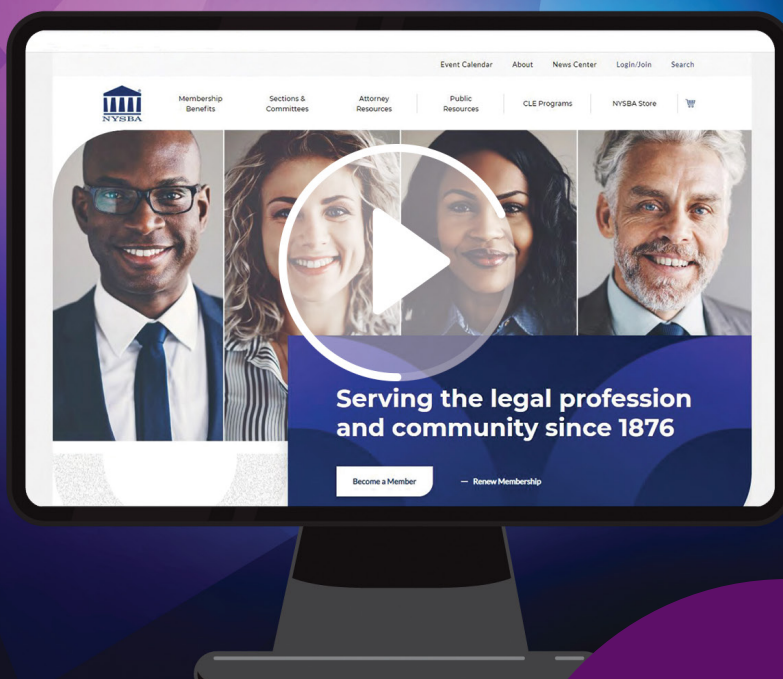 Event Calendar About News Center Login/Join Search
NYSBA
Membership
Benefits
Sections &
Committees
Attorney
Resources
Public
Resources
CLE Programs
NYSBA Store
Serving the legal profession
and community since 1876
Become a Member
— Renew Membership